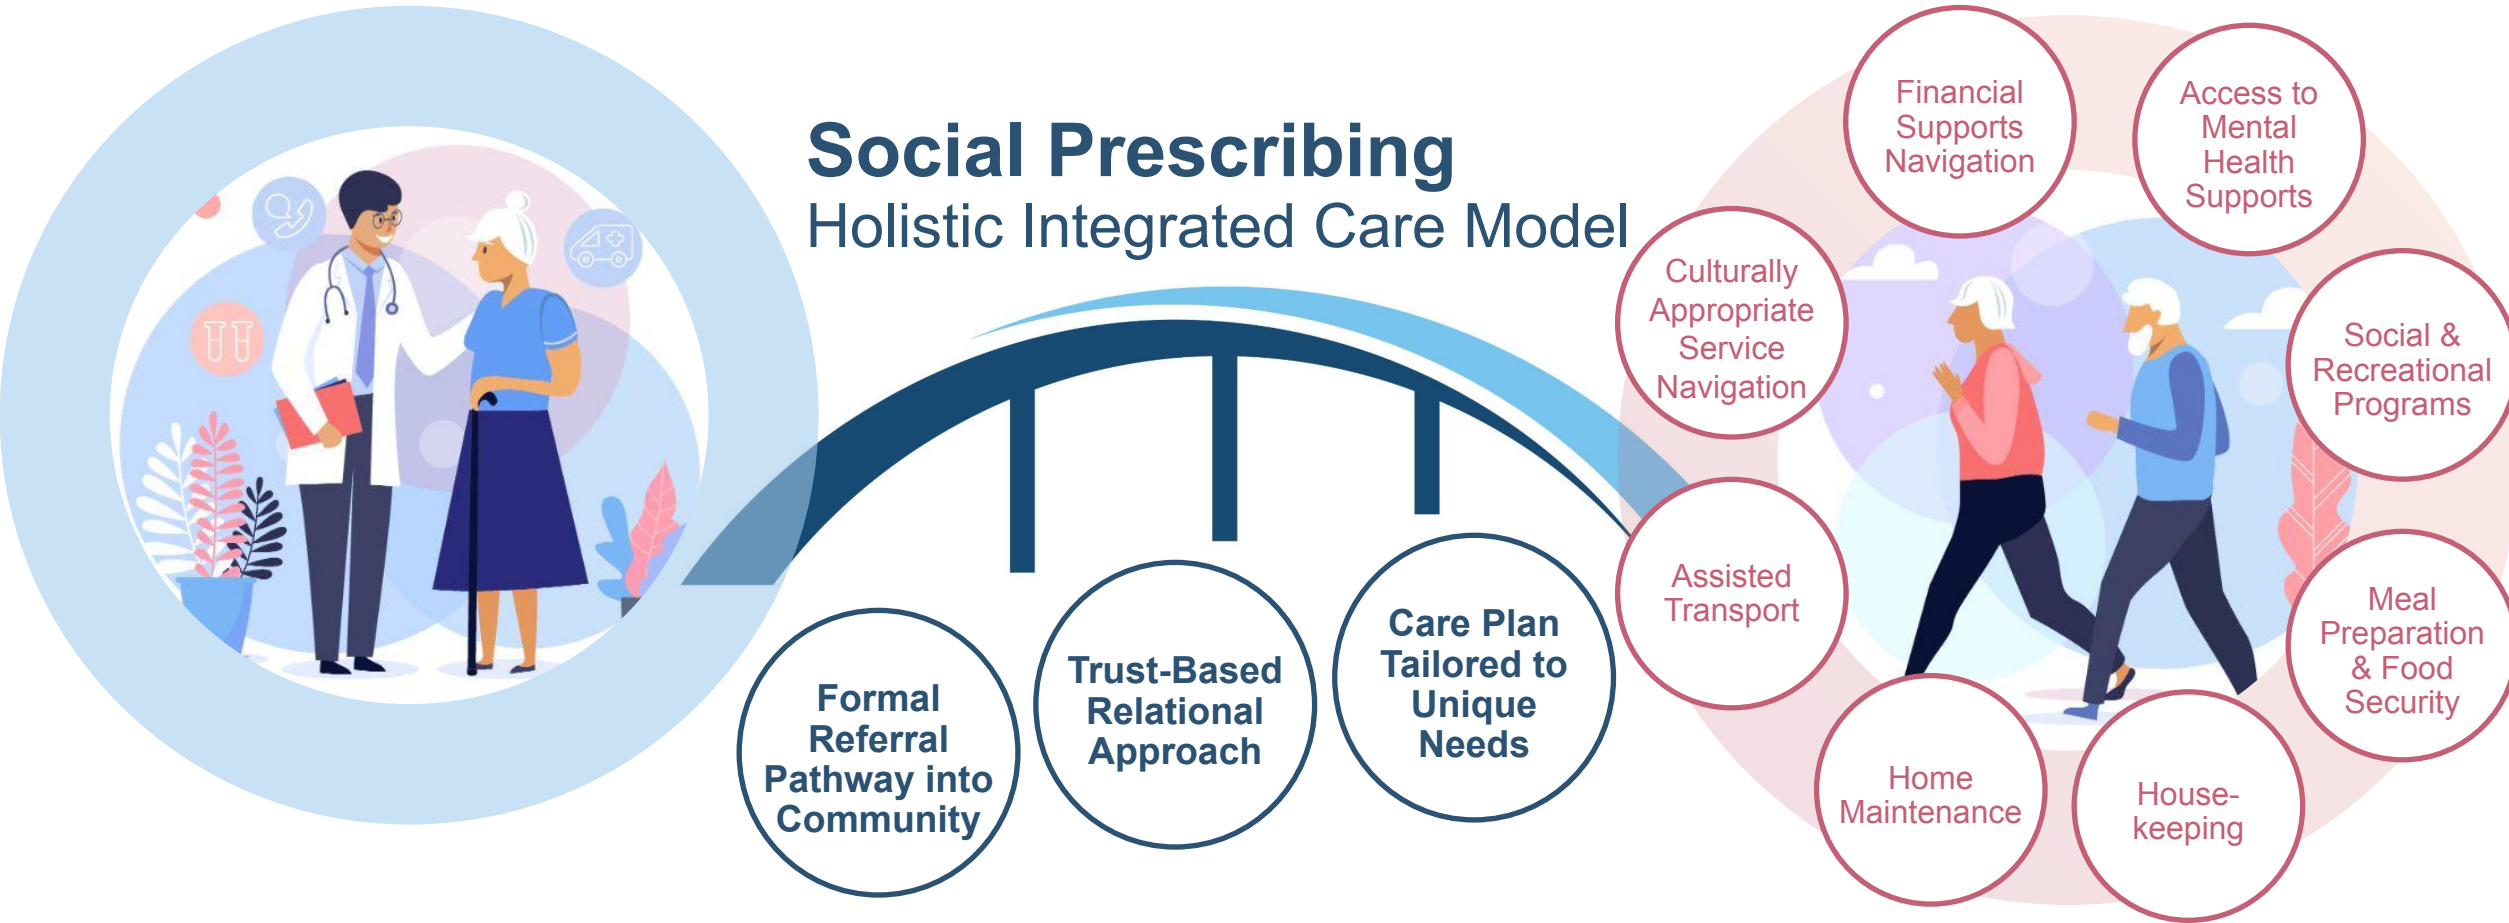 Social Prescribing
Holistic Integrated Care Model
Formal
Referral
Pathway into
Community
Trust-Based
Relational
Approach
Care Plan
Tailored to
Unique
Needs
Financial
Supports
Navigation
Access to
Mental
Health
Supports
Culturally
Appropriate
Service
Navigation
Social &
Recreational
Programs
Assisted
Transport
Meal
Preparation
& Food
Security
Home
Maintenance
House-
keeping